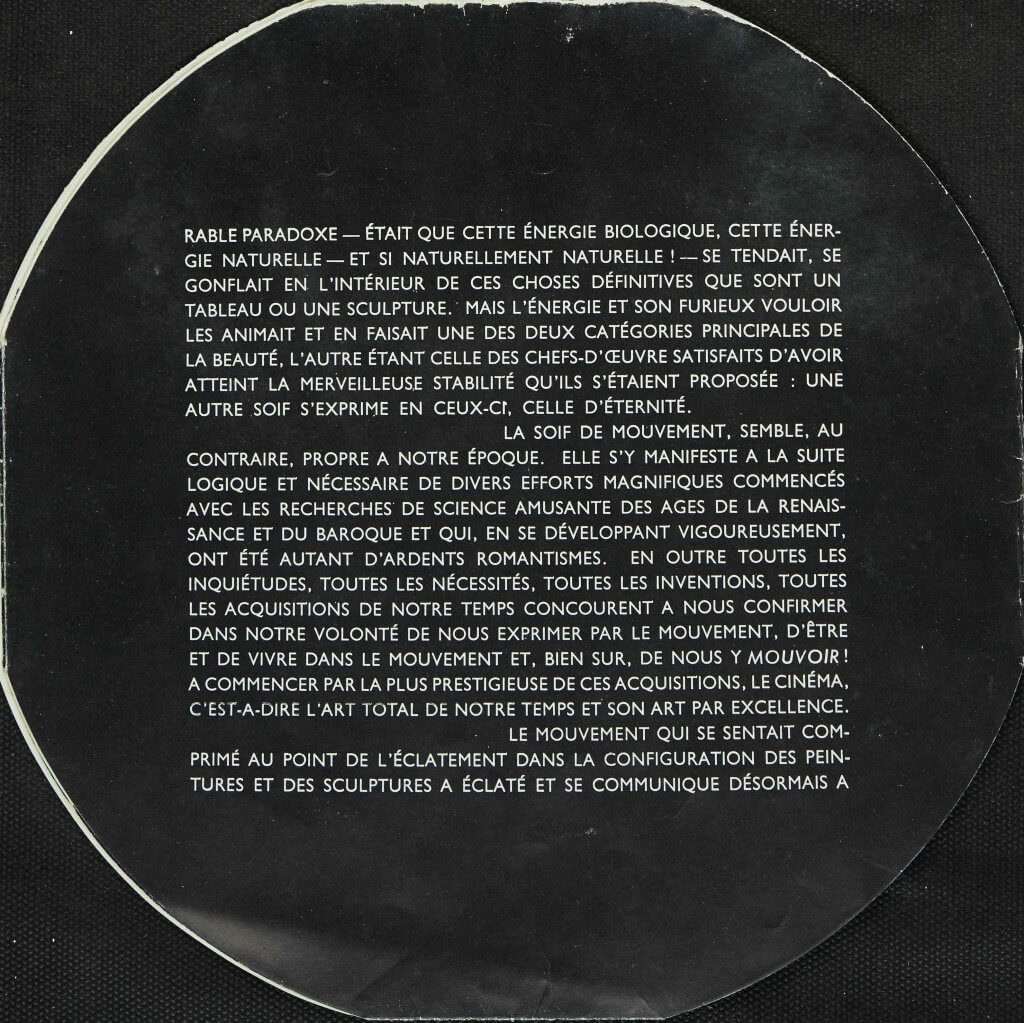 RABLE PARADOXE — ÉTAIT QUE CETTE ÉNERGIE BIOLOGIQUE, CETTE ÉNER-
GIE NATURELLE — ET SI NATURELLEMENT NATURELLE ! — SE TENDAIT, SE
GONFLAIT EN L'INTÉRIEUR DE CES CHOSES DÉFINITIVES QUE SONT UN
TABLEAU OU UNE SCULPTURE. MAIS L'ÉNERGIE ET SON FURIEUX VOULOIR
LES ANIMAIT ET EN FAISAIT UNE DES DEUX CATÉGORIES PRINCIPALES DE
LA BEAUTÉ, L'AUTRE ÉTANT CELLE DES CHEFS-D'ŒUVRE SATISFAITS D'AVOIR
ATTEINT LA MERVEILLEUSE STABILITÉ QU'ILS S'ÉTAIENT PROPOSÉE : UNE
AUTRE SOIF S'EXPRIME EN CEUX-CI, CELLE D'ÉTERNITÉ.
LA SOIF DE MOUVEMENT, SEMBLE, AU
CONTRAIRE, PROPRE A NOTRE ÉPOQUE. ELLE S'Y MANIFESTE A LA SUITE
LOGIQUE ET NÉCESSAIRE DE DIVERS EFFORTS MAGNIFIQUES COMMENCÉS
AVEC LES RECHERCHES DE SCIENCE AMUSANTE DES AGES DE LA RENAIS-
SANCE ET DU BAROQUE ET QUI, EN SE DÉVELOPPANT VIGOUREUSEMENT,
ONT ÉTÉ AUTANT D'ARDENTS ROMANTISMES. EN OUTRE TOUTES LES
INQUIÉTUDES, TOUTES LES NÉCESSITÉS, TOUTES LES INVENTIONS, TOUTES
LES ACQUISITIONS DE NOTRE TEMPS CONCOURENT A NOUS CONFIRMER
DANS NOTRE VOLONTÉ DE NOUS EXPRIMER PAR LE MOUVEMENT, D'ÊTRE
ET DE VIVRE DANS LE MOUVEMENT ET, BIEN SUR, DE NOUS Y MOUVOIR !
A COMMENCER PAR LA PLUS PRESTIGIEUSE DE CES ACQUISITIONS, LE CINÉMA,
C'EST-A-DIRE L'ART TOTAL DE NOTRE TEMPS ET SON ART PAR EXCELLENCE.
LE MOUVEMENT QUI SE SENTAIT COM-
PRIMÉ AU POINT DE L'ÉCLATEMENT DANS LA CONFIGURATION DES PEIN-
TURES ET DES SCULPTURES A ÉCLATÉ ET SE COMMUNIQUE DÉSORMAIS A